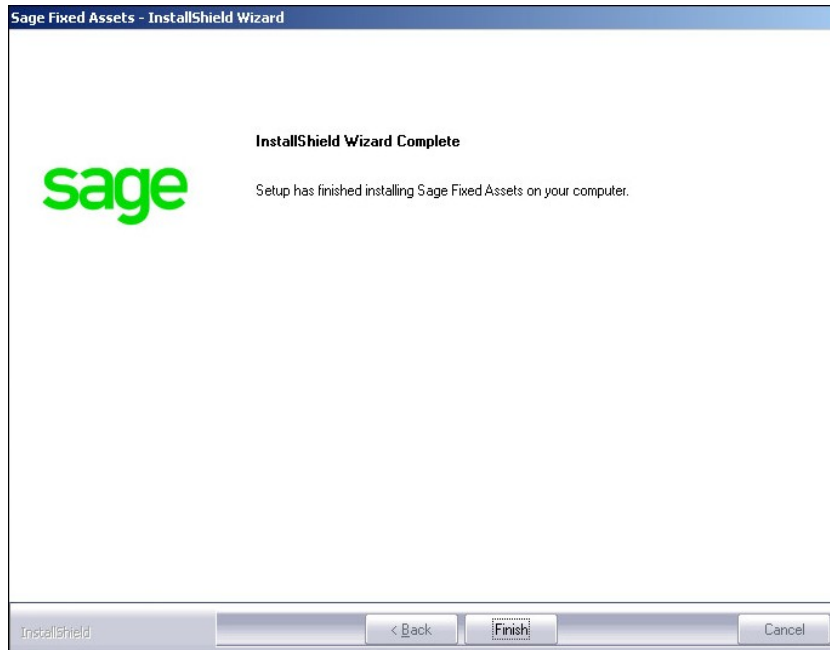 Sage Fixed Assets - InstallShield Wizard
InstallShield Wizard Complete
sage
Setup has finished installing Sage Fixed Assets on your computer.
InstallShield
< Back
Finish
Cancel